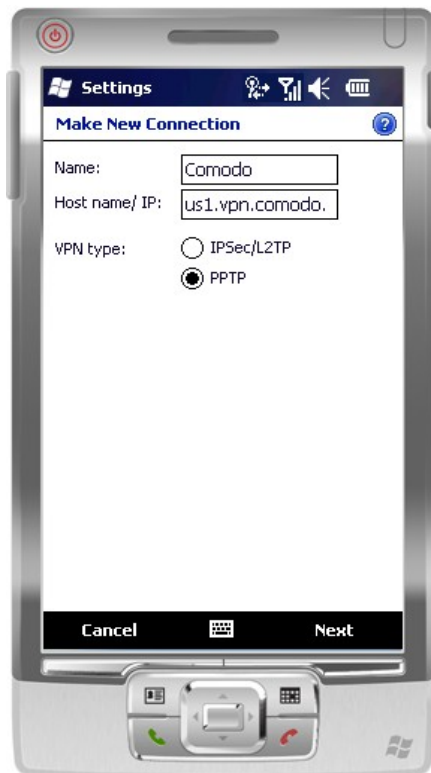 Settings
Make New Connection
Name: Comodo
Host name/ IP: us1.vpn.comodo.
VPN type: IPSec/L2TP
PPTP
Cancel Next